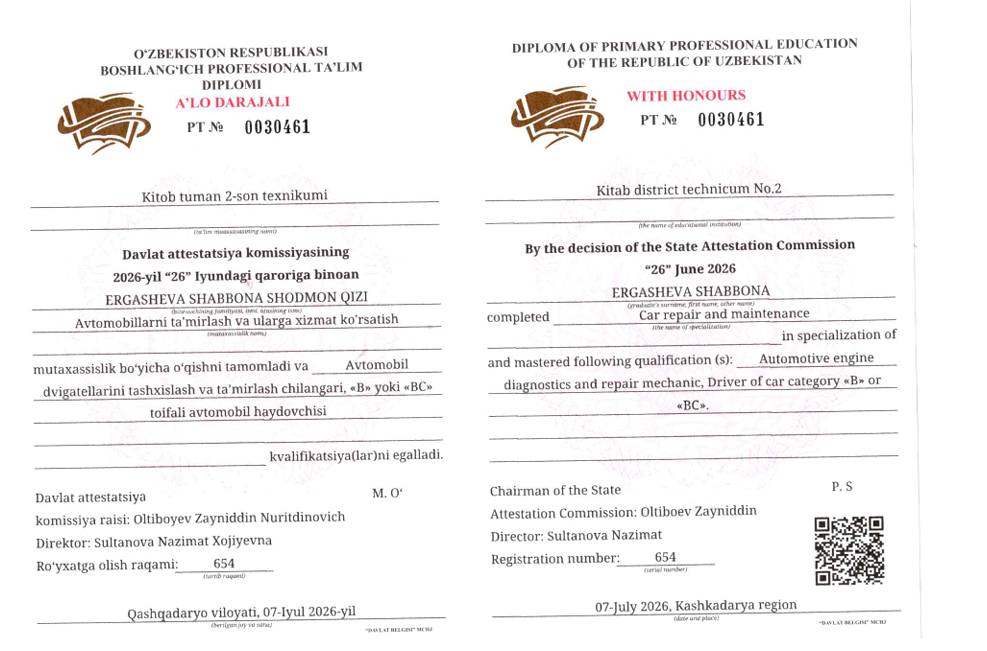 O‘ZBEKISTON RESPUBLIKASI
BOSHLANG‘ICH PROFESSIONAL TA’LIM
DIPLOMI
A’LO DARAJALI
PT № 0030461
Kitob tuman 2-son texnikumi
(ta'lim muassasasining nomi)
Davlat attestatsiya komissiyasining
2026-yil “26” Iyundagi qaroriga binoan
ERGASHEVA SHABBONA SHODMON QIZI
(bitiruvchining familiyasi, ismi, otasining ismi)
Avtomobillarni ta’mirlash va ularga xizmat ko‘rsatish
(mutaxassislik nomi)
mutaxassislik bo‘yicha o‘qishni tamomladi va Avtomobil
dvigatellarini tashxislash va ta’mirlash chilangari, «B» yoki «BC»
toifali avtomobil haydovchisi
kvalifikatsiya(lar)ni egalladi.
Davlat attestatsiya M. O‘
komissiya raisi: Oltiboyev Zayniddin Nuritdinovich
Direktor: Sultanova Nazimat Xojiyevna
Ro‘yxatga olish raqami: 654
(tartib raqami)
Qashqadaryo viloyati, 07-Iyul 2026-yil
(berilgan joy va sana)
“DAVLAT BELGISI” MCHJ
DIPLOMA OF PRIMARY PROFESSIONAL EDUCATION
OF THE REPUBLIC OF UZBEKISTAN
WITH HONOURS
PT № 0030461
Kitab district technicum No.2
(the name of educational institution)
By the decision of the State Attestation Commission
“26” June 2026
ERGASHEVA SHABBONA
(graduate's surname, first name, other name)
completed Car repair and maintenance
(the name of specialization)
in specialization of
and mastered following qualification (s): Automotive engine
diagnostics and repair mechanic, Driver of car category «B» or
«BC».
Chairman of the State P. S
Attestation Commission: Oltiboev Zayniddin
Director: Sultanova Nazimat
Registration number: 654
(serial number)
07-July 2026, Kashkadarya region
(date and place)
“DAVLAT BELGISI” MCHJ